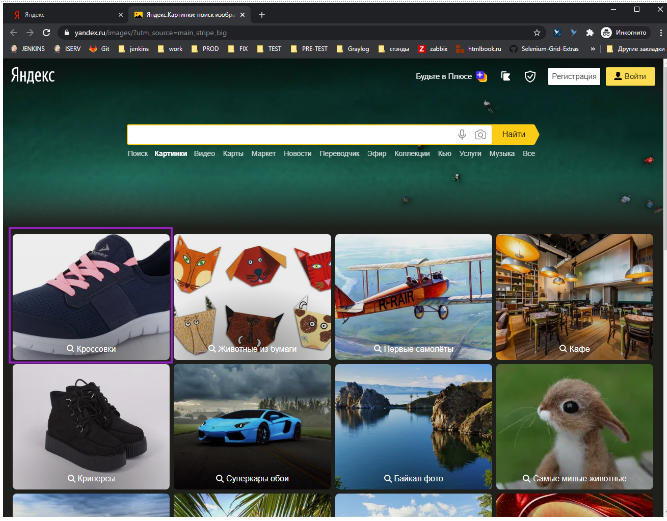 Яндекс
Яндекс.Картинки: поиск изобра
yandex.ru/images/?utm_source=main_stripe_big
Инкогнито
JENKINS
ISERV
Git
jenkins
work
PROD
FIX
TEST
PRE-TEST
Graylog
стэнды
zabbix
htmlbook.ru
Selenium-Grid-Extras
»
Другие закладки
Яндекс
Будьте в Плюсе
Регистрация
Войти
Найти
Поиск Картинки Видео Карты Маркет Новости Переводчик Эфир Коллекции Кью Услуги Музыка Все
Кроссовки
Животные из бумаги
Первые самолёты
Кафе
R-RAIR
Криперсы
Суперкары обои
Байкал фото
Самые милые животные